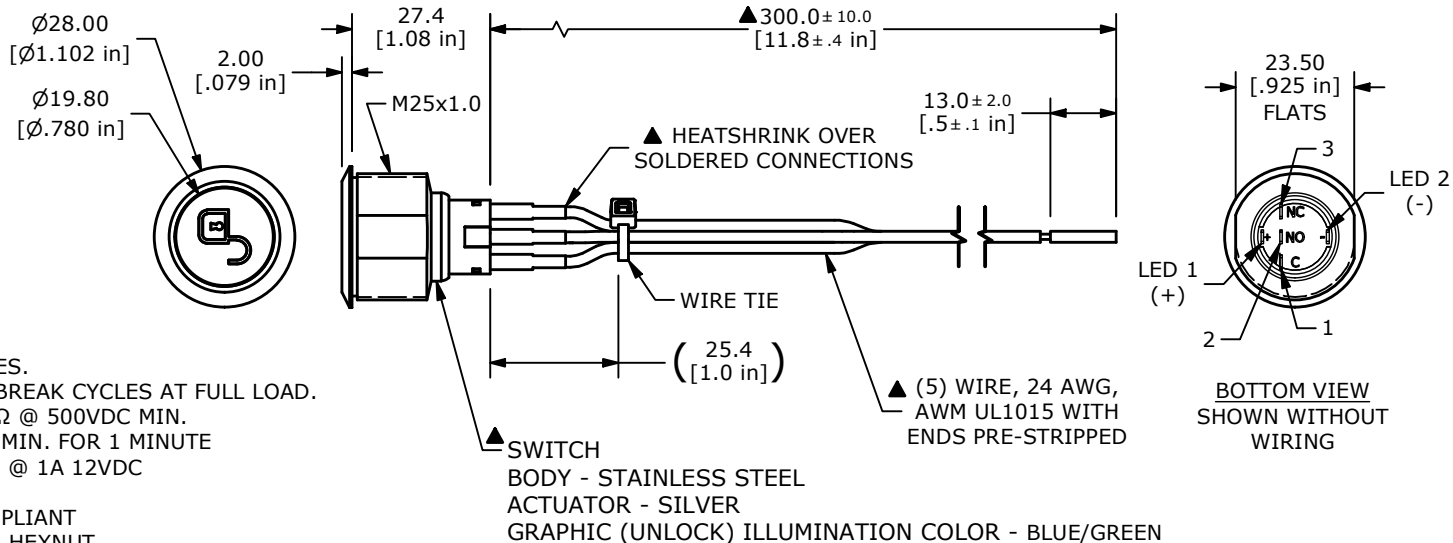 Ø28.00
[Ø1.102 in]
Ø19.80
[Ø.780 in]
2.00
[.079 in]
27.4
[1.08 in]
▲300.0± 10.0
[11.8± .4 in]
M25x1.0
▲ HEATSHRINK OVER
SOLDERED CONNECTIONS
13.0± 2.0
[.5± .1 in]
23.50
[.925 in]
FLATS
3
LED 2
(-)
NC
+ NO -
C
LED 1
(+)
2
1
WIRE TIE
( 25.4
[1.0 in] )
▲ (5) WIRE, 24 AWG,
AWM UL1015 WITH
ENDS PRE-STRIPPED
BOTTOM VIEW
SHOWN WITHOUT
WIRING
ES.
BREAK CYCLES AT FULL LOAD.
Ω @ 500VDC MIN.
MIN. FOR 1 MINUTE
@ 1A 12VDC
PLIANT
HEXNUT
▲ SWITCH
BODY - STAINLESS STEEL
ACTUATOR - SILVER
GRAPHIC (UNLOCK) ILLUMINATION COLOR - BLUE/GREEN